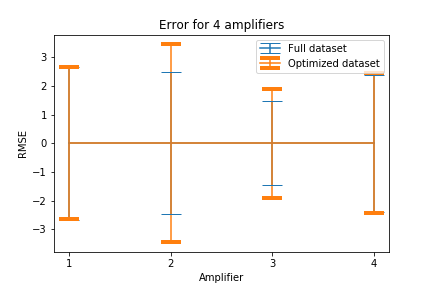 Error for 4 amplifiers
Full dataset
Optimized dataset
3
2
1
0
−1
−2
−3
RMSE
1
2
3
4
Amplifier